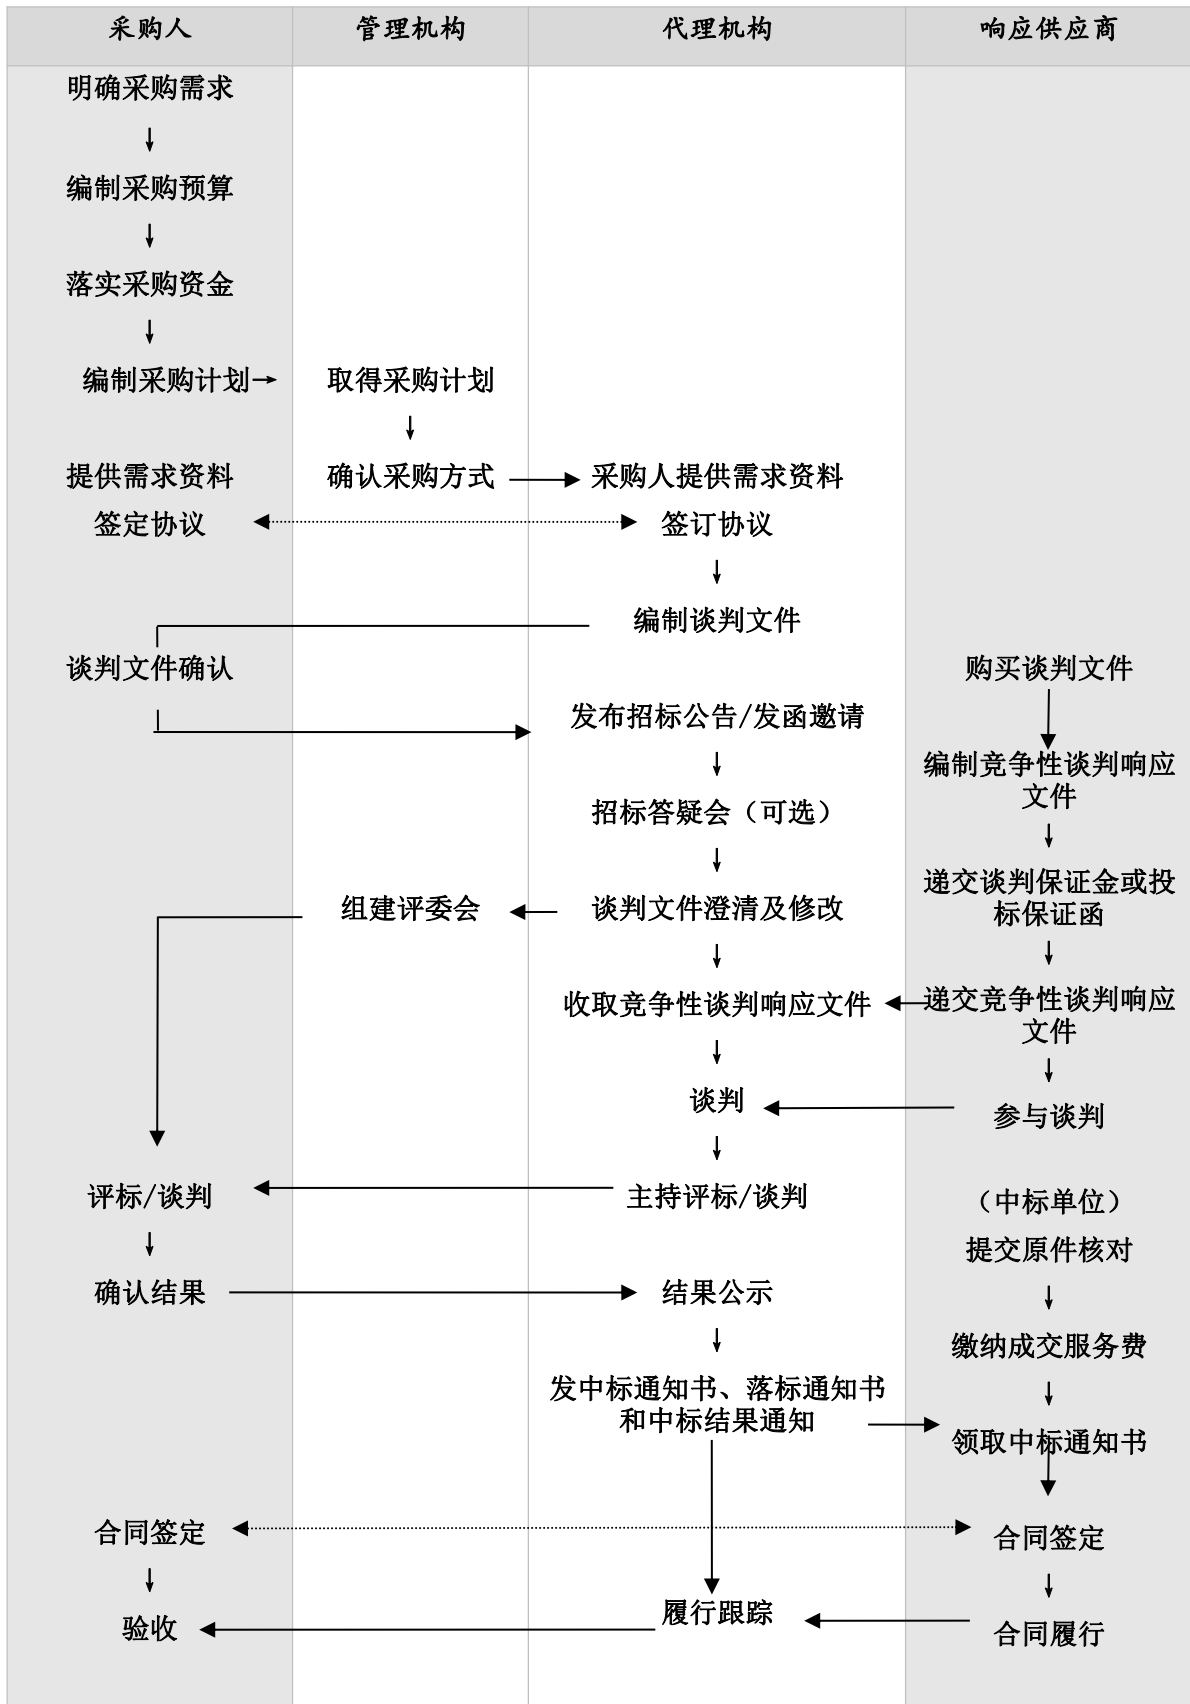 采购人 管理机构 代理机构 响应供应商
明确采购需求
编制采购预算
落实采购资金
编制采购计划 取得采购计划
提供需求资料 确认采购方式 采购人提供需求资料
签定协议 签订协议
编制谈判文件
谈判文件确认 购买谈判文件
发布招标公告/发函邀请
编制竞争性谈判响应
文件
招标答疑会（可选）
递交谈判保证金或投
标保证函
组建评委会 谈判文件澄清及修改
收取竞争性谈判响应文件 递交竞争性谈判响应
文件
谈判 参与谈判
评标/谈判 主持评标/谈判 （中标单位）
提交原件核对
确认结果 结果公示
缴纳成交服务费
发中标通知书、落标通知书
和中标结果通知
领取中标通知书
合同签定 合同签定
验收 履行跟踪 合同履行